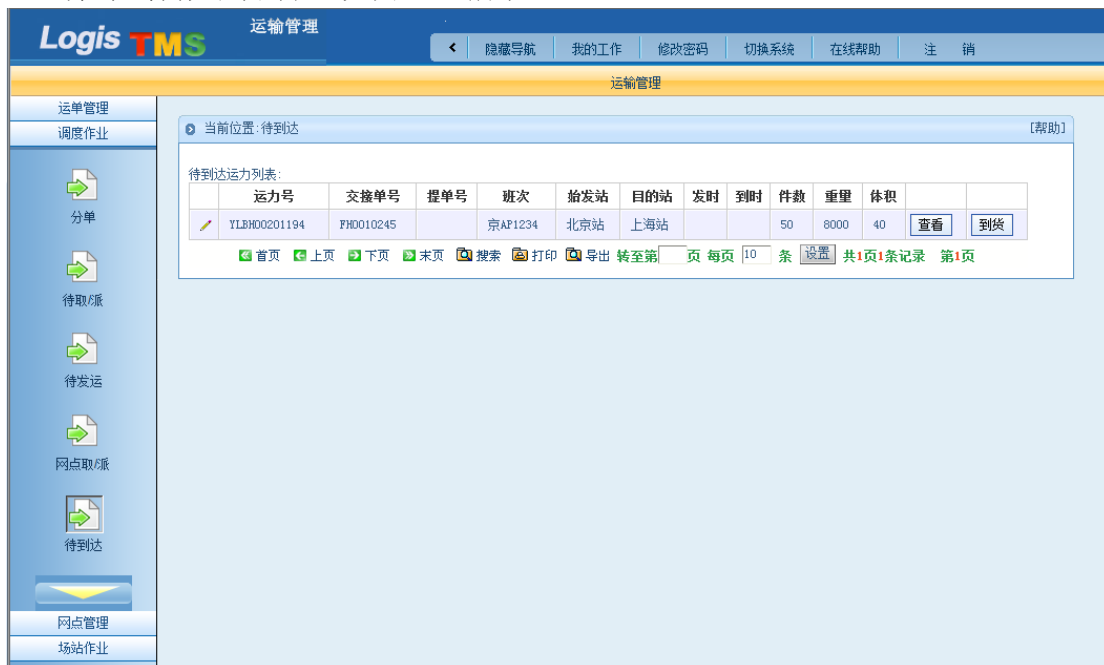 Logis TMS
运输管理
隐藏导航 我的工作 修改密码 切换系统 在线帮助 注 销
运输管理
运单管理
调度作业
分单
待取/派
待发运
网点取/派
待到达
网点管理
场站作业
当前位置:待到达 [帮助]
待到达运力列表:
运力号 交接单号 提单号 班次 始发站 目的站 发时 到时 件数 重量 体积
YLBH00201194 FH0010245 京AP1234 北京站 上海站 50 8000 40 查看 到货
首页 上页 下页 末页 搜索 打印 导出 转至第 页 每页 10 条 设置 共1页1条记录 第1页